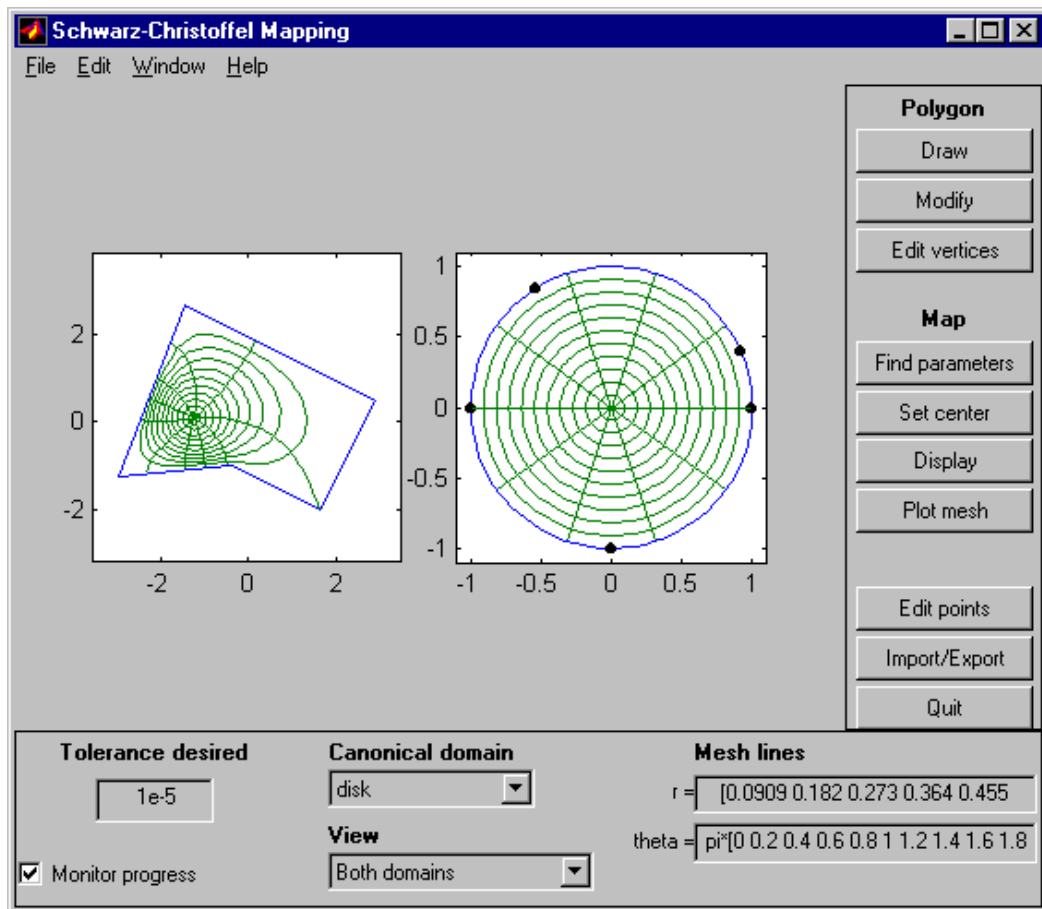 Schwarz-Christoffel Mapping
File Edit Window Help
Polygon
Draw
Modify
Edit vertices
Map
Find parameters
Set center
Display
Plot mesh
Edit points
Import/Export
Quit
2
0
-2
-2 0 2
1
0.5
0
-0.5
-1
-1 -0.5 0 0.5 1
Tolerance desired
1e-5
Monitor progress
Canonical domain
disk
View
Both domains
Mesh lines
r = [0.0909 0.182 0.273 0.364 0.455
theta = pi*[0 0.2 0.4 0.6 0.8 1 1.2 1.4 1.6 1.8